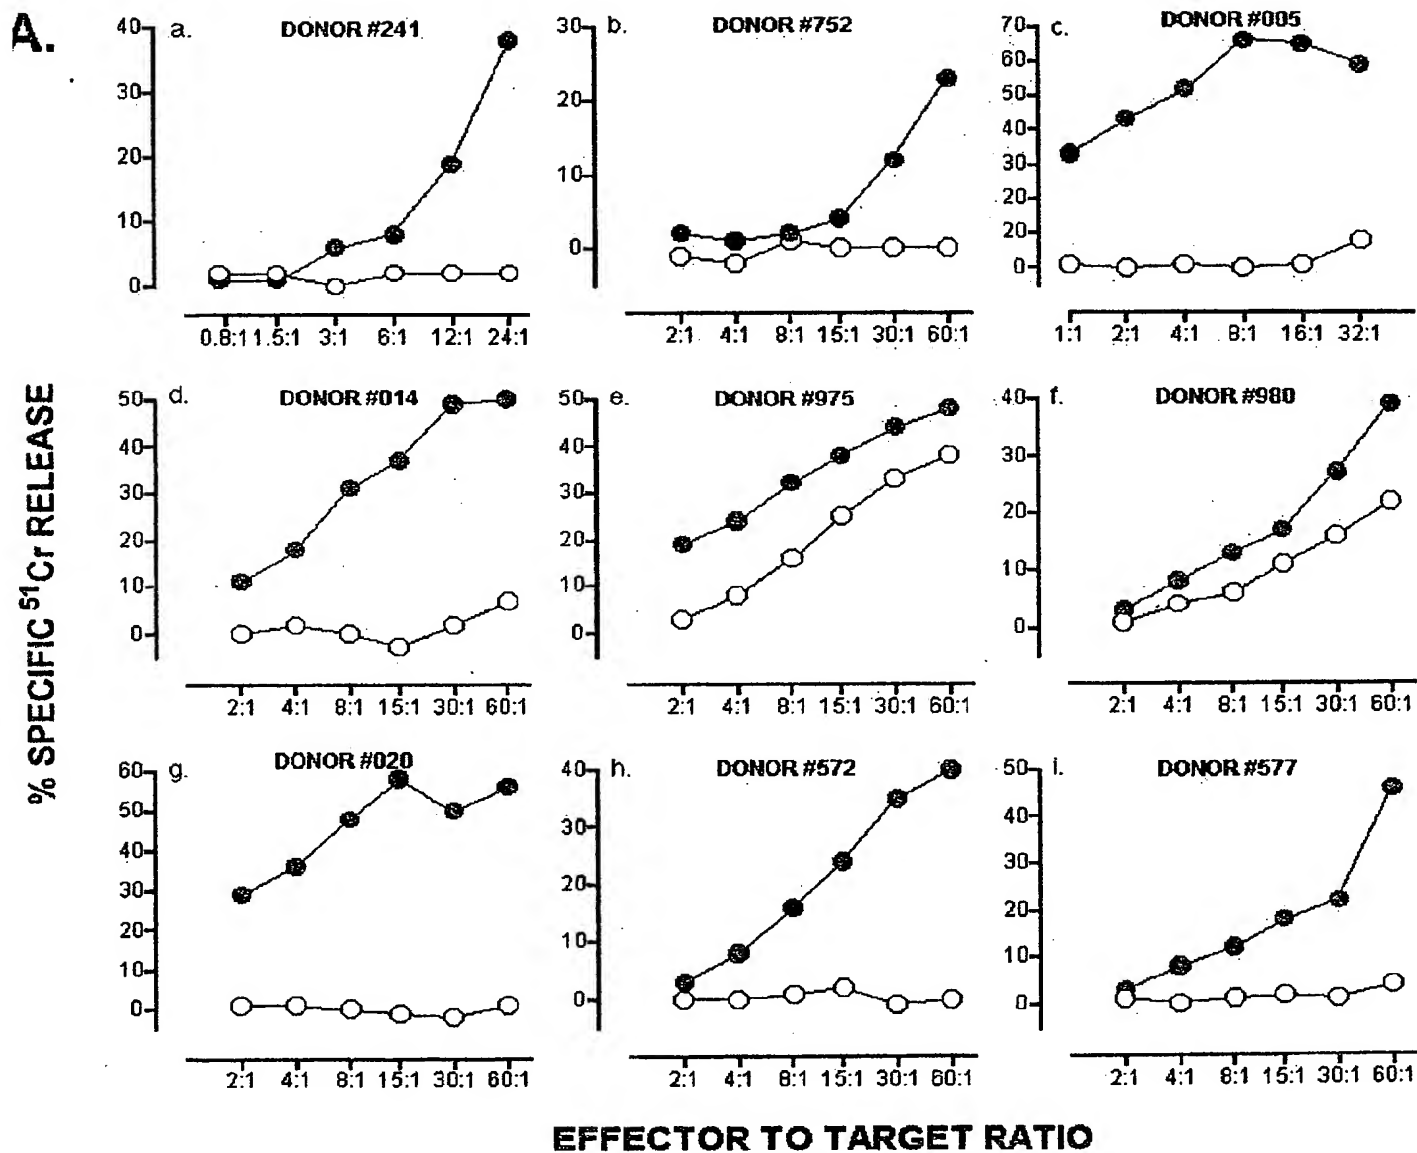 A.
a. DONOR #241
40
30
20
10
0
0.8:1 1.5:1 3:1 6:1 12:1 24:1
b. DONOR #752
30
20
10
0
2:1 4:1 8:1 15:1 30:1 60:1
c. DONOR #005
70
60
50
40
30
20
20
0
1:1 2:1 4:1 8:1 16:1 32:1
% SPECIFIC ⁵¹Cr RELEASE
d. DONOR #014
50
40
30
20
10
0
2:1 4:1 8:1 15:1 30:1 60:1
e. DONOR #975
50
40
30
20
10
0
2:1 4:1 8:1 15:1 30:1 60:1
f. DONOR #980
40
30
20
10
0
2:1 4:1 8:1 15:1 30:1 60:1
g. DONOR #020
60
50
40
30
20
10
0
2:1 4:1 8:1 15:1 30:1 60:1
h. DONOR #572
40
30
20
10
0
2:1 4:1 8:1 15:1 30:1 60:1
i. DONOR #577
50
40
30
20
10
0
2:1 4:1 8:1 15:1 30:1 60:1
EFFECTOR TO TARGET RATIO